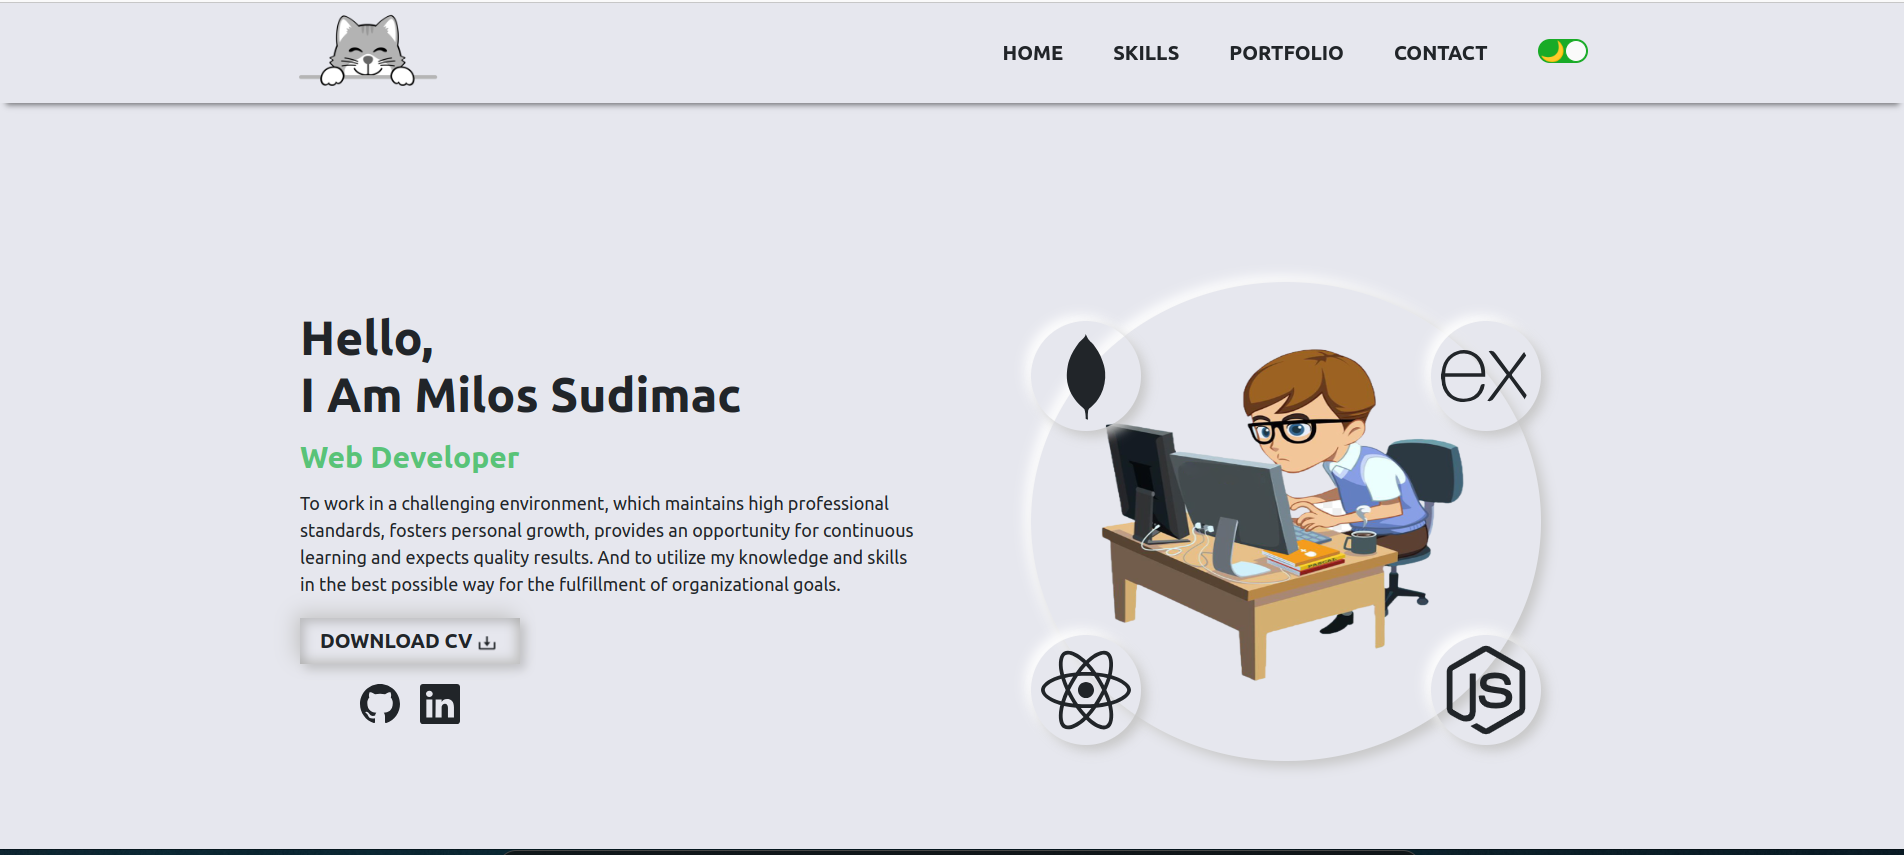 HOME SKILLS PORTFOLIO CONTACT
Hello,
I Am Milos Sudimac
Web Developer
To work in a challenging environment, which maintains high professional
standards, fosters personal growth, provides an opportunity for continuous
learning and expects quality results. And to utilize my knowledge and skills
in the best possible way for the fulfillment of organizational goals.
DOWNLOAD CV
in
ex
JS